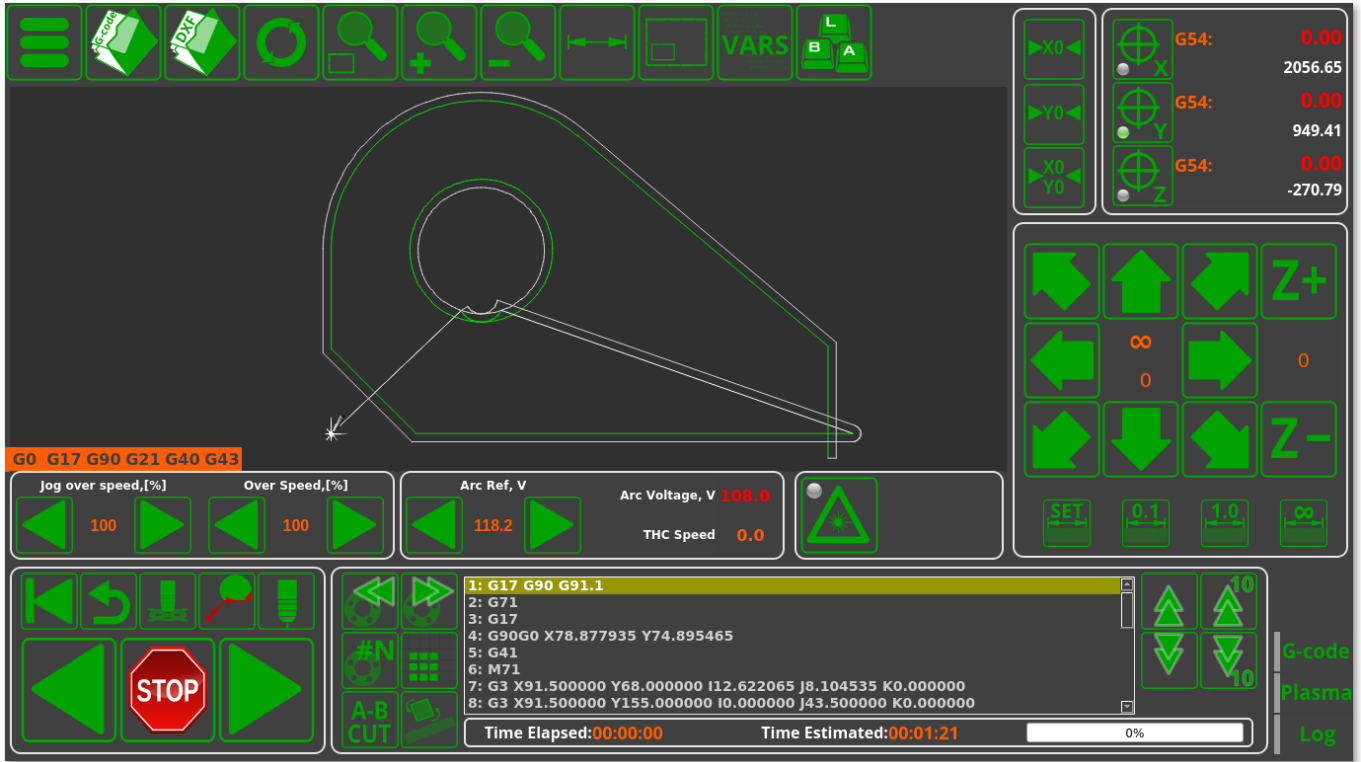 G-code
DXF
VARS
L
B
A
X0
X
G54:
0.00
2056.65
Y0
Y
G54:
0.00
949.41
X0
Y0
Z
G54:
0.00
-270.79
Z+
∞
0
0
Z-
SET
0.1
1.0
∞
G0 G17 G90 G21 G40 G43
Jog over speed,[%]
100
Over Speed,[%]
100
Arc Ref, V
118.2
Arc Voltage, V 108.0
THC Speed 0.0
STOP
#N
A-B
CUT
1: G17 G90 G91.1
2: G71
3: G17
4: G90G0 X78.877935 Y74.895465
5: G41
6: M71
7: G3 X91.500000 Y68.000000 I12.622065 J8.104535 K0.000000
8: G3 X91.500000 Y155.000000 I0.000000 J43.500000 K0.000000
10
10
Time Elapsed:00:00:00
Time Estimated:00:01:21
0%
G-code
Plasma
Log